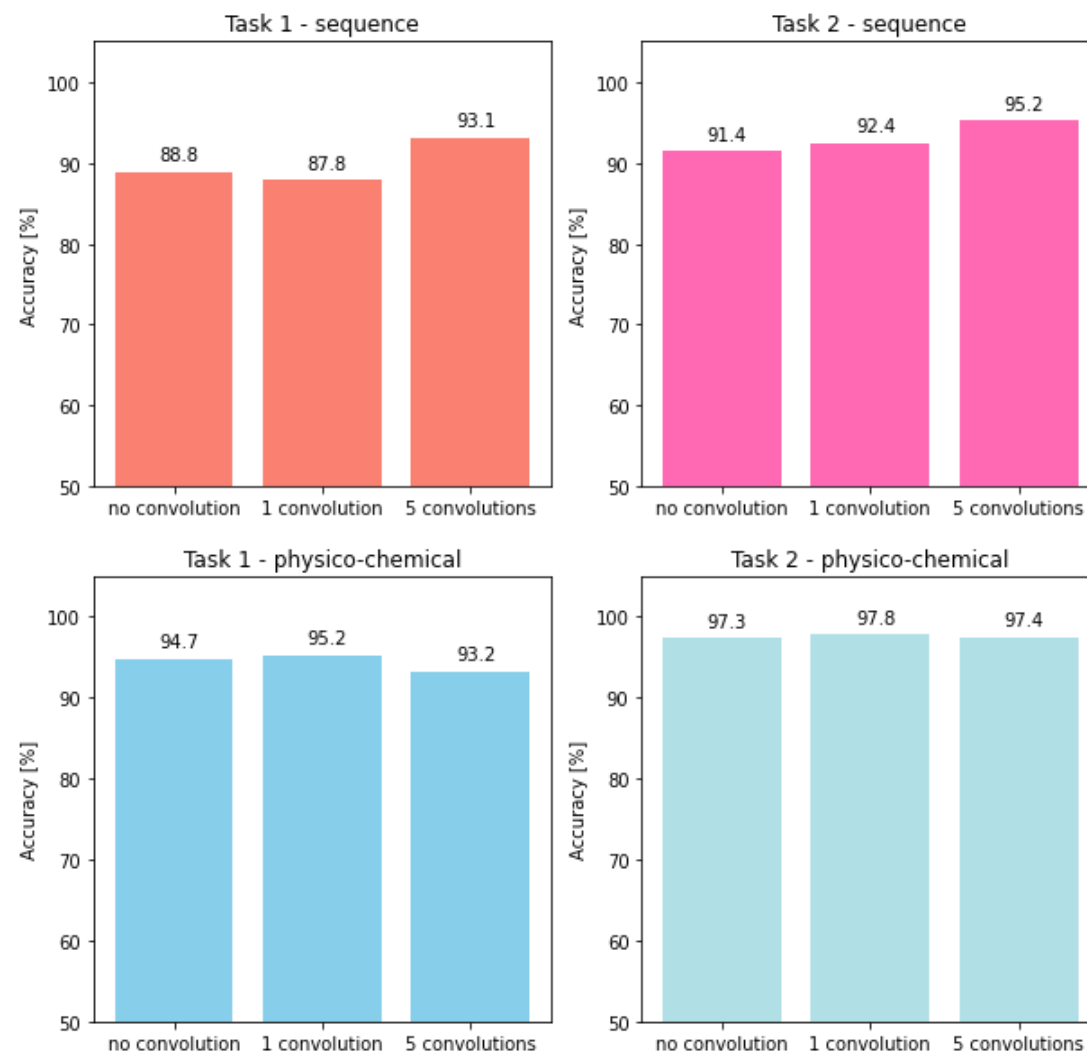 Task 1 - sequence
Accuracy [%]
100
90
80
70
60
50
88.8
87.8
93.1
no convolution
1 convolution
5 convolutions
Task 2 - sequence
Accuracy [%]
100
90
80
70
60
50
91.4
92.4
95.2
no convolution
1 convolution
5 convolutions
Task 1 - physico-chemical
Accuracy [%]
100
90
80
70
60
50
94.7
95.2
93.2
no convolution
1 convolution
5 convolutions
Task 2 - physico-chemical
Accuracy [%]
100
90
80
70
60
50
97.3
97.8
97.4
no convolution
1 convolution
5 convolutions